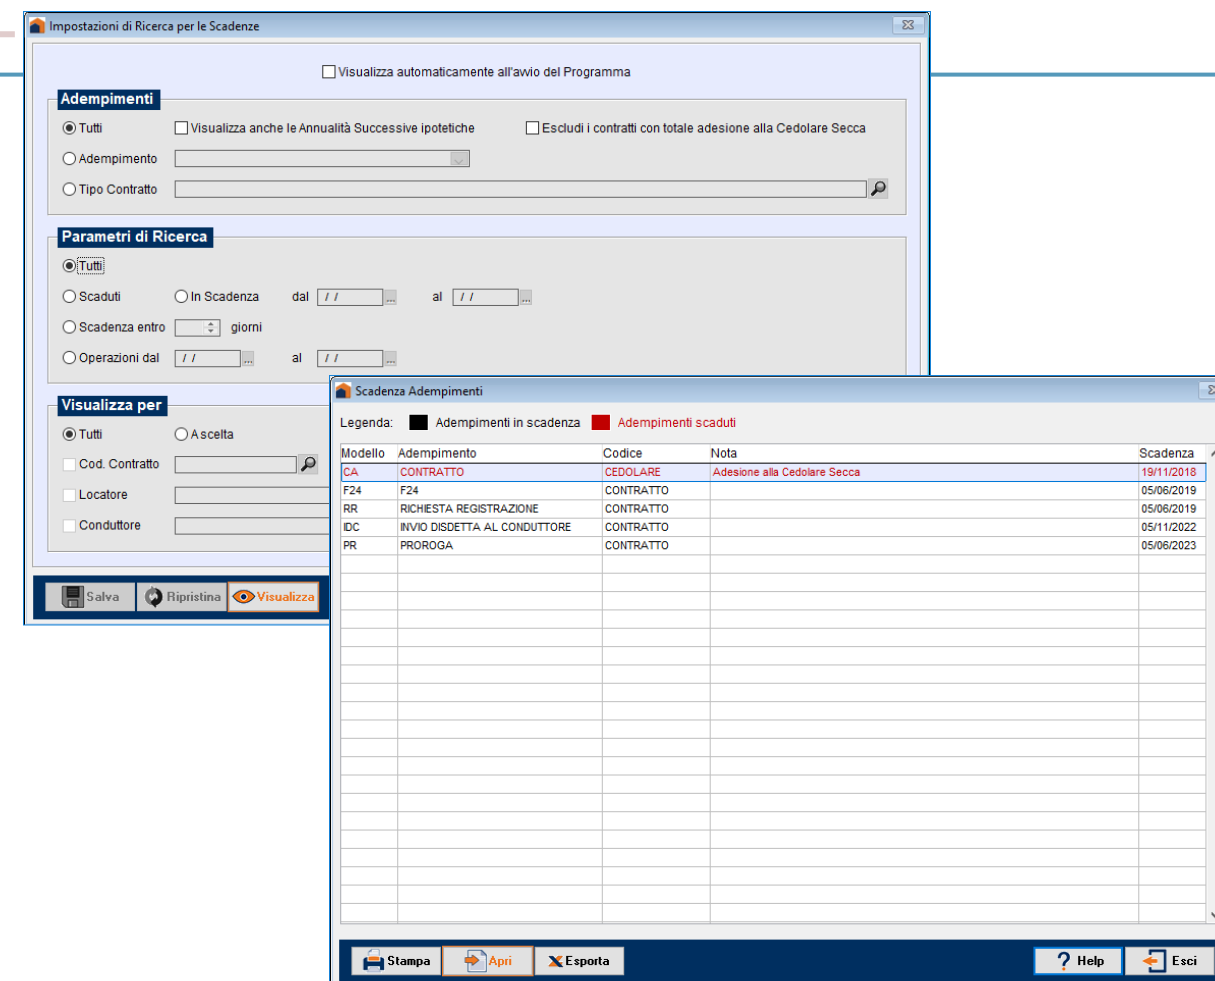 Impostazioni di Ricerca per le Scadenze
Visualizza automaticamente all'avvio del Programma
Adempimenti
Tutti Visualizza anche le Annualità Successive ipotetiche Escludi i contratti con totale adesione alla Cedolare Secca
Adempimento
Tipo Contratto
Parametri di Ricerca
Tutti
Scaduti In Scadenza dal / / ... al / / ...
Scadenza entro giorni
Operazioni dal / / ... al / / ...
Visualizza per
Tutti A scelta
Cod. Contratto
Locatore
Conduttore
Salva Ripristina Visualizza
Scadenza Adempimenti
Legenda: Adempimenti in scadenza Adempimenti scaduti
Modello Adempimento Codice Nota Scadenza
CA CONTRATTO CEDOLARE Adesione alla Cedolare Secca 19/11/2018
F24 F24 CONTRATTO 05/06/2019
RR RICHIESTA REGISTRAZIONE CONTRATTO 05/06/2019
IDC INVIO DISDETTA AL CONDUTTORE CONTRATTO 05/11/2022
PR PROROGA CONTRATTO 05/06/2023
Stampa Apri Esporta ? Help Esci